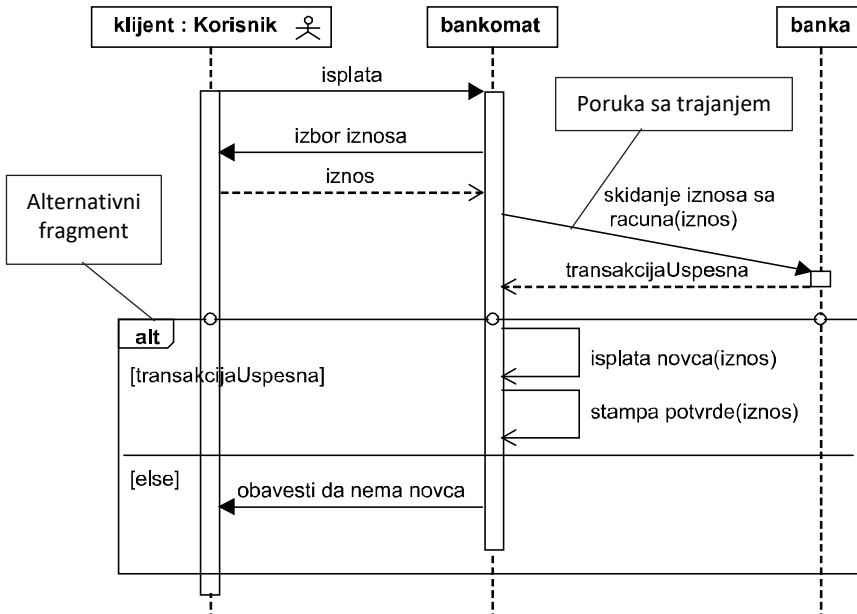 klijent : Korisnik
bankomat
banka
isplata
Poruka sa trajanjem
izbor iznosa
iznos
Alternativni
fragment
skidanje iznosa sa
racuna(iznos)
transakcijaUspesna
alt
[transakcijaUspesna]
isplata novca(iznos)
stampa potvrde(iznos)
[else]
obavesti da nema novca